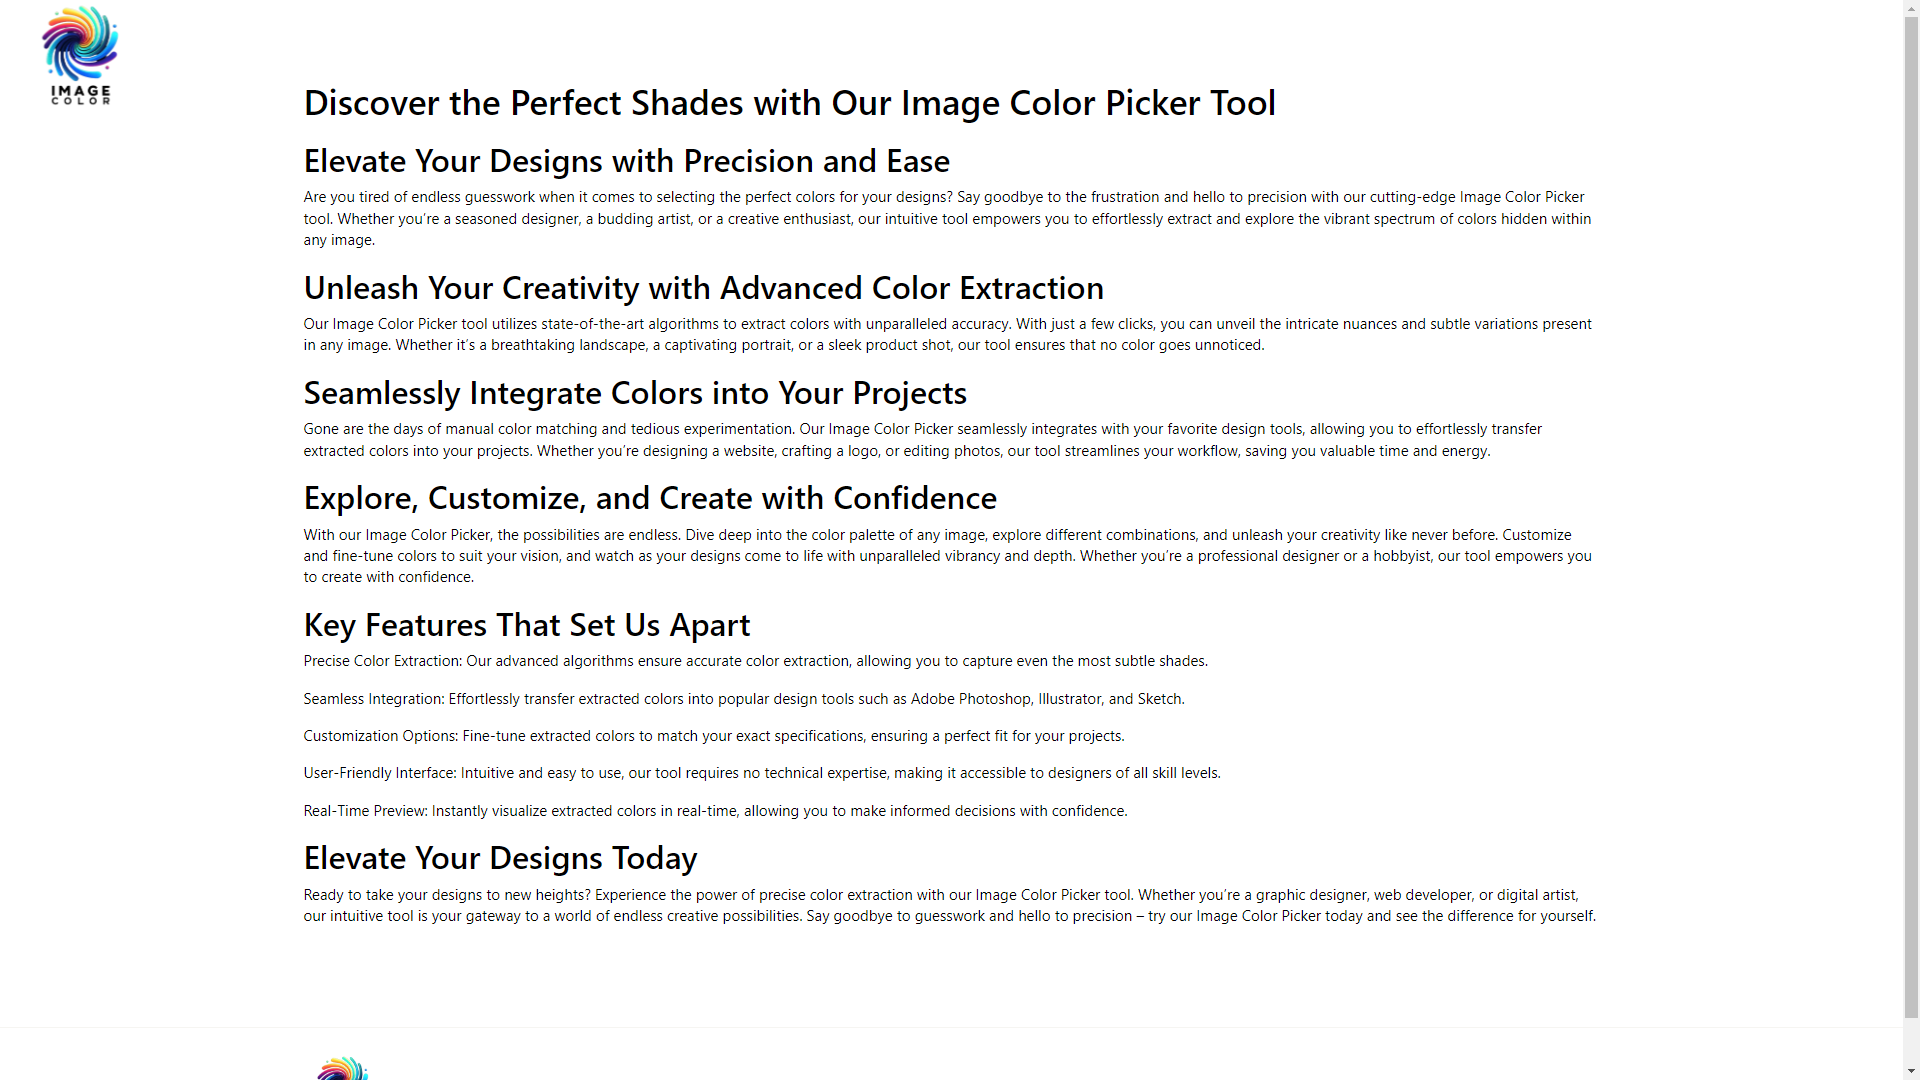 IMAGE
COLOR
Discover the Perfect Shades with Our Image Color Picker Tool
Elevate Your Designs with Precision and Ease
Are you tired of endless guesswork when it comes to selecting the perfect colors for your designs? Say goodbye to the frustration and hello to precision with our cutting-edge Image Color Picker
tool. Whether you’re a seasoned designer, a budding artist, or a creative enthusiast, our intuitive tool empowers you to effortlessly extract and explore the vibrant spectrum of colors hidden within
any image.
Unleash Your Creativity with Advanced Color Extraction
Our Image Color Picker tool utilizes state-of-the-art algorithms to extract colors with unparalleled accuracy. With just a few clicks, you can unveil the intricate nuances and subtle variations present
in any image. Whether it’s a breathtaking landscape, a captivating portrait, or a sleek product shot, our tool ensures that no color goes unnoticed.
Seamlessly Integrate Colors into Your Projects
Gone are the days of manual color matching and tedious experimentation. Our Image Color Picker seamlessly integrates with your favorite design tools, allowing you to effortlessly transfer
extracted colors into your projects. Whether you’re designing a website, crafting a logo, or editing photos, our tool streamlines your workflow, saving you valuable time and energy.
Explore, Customize, and Create with Confidence
With our Image Color Picker, the possibilities are endless. Dive deep into the color palette of any image, explore different combinations, and unleash your creativity like never before. Customize
and fine-tune colors to suit your vision, and watch as your designs come to life with unparalleled vibrancy and depth. Whether you’re a professional designer or a hobbyist, our tool empowers you
to create with confidence.
Key Features That Set Us Apart
Precise Color Extraction: Our advanced algorithms ensure accurate color extraction, allowing you to capture even the most subtle shades.
Seamless Integration: Effortlessly transfer extracted colors into popular design tools such as Adobe Photoshop, Illustrator, and Sketch.
Customization Options: Fine-tune extracted colors to match your exact specifications, ensuring a perfect fit for your projects.
User-Friendly Interface: Intuitive and easy to use, our tool requires no technical expertise, making it accessible to designers of all skill levels.
Real-Time Preview: Instantly visualize extracted colors in real-time, allowing you to make informed decisions with confidence.
Elevate Your Designs Today
Ready to take your designs to new heights? Experience the power of precise color extraction with our Image Color Picker tool. Whether you’re a graphic designer, web developer, or digital artist,
our intuitive tool is your gateway to a world of endless creative possibilities. Say goodbye to guesswork and hello to precision – try our Image Color Picker today and see the difference for yourself.